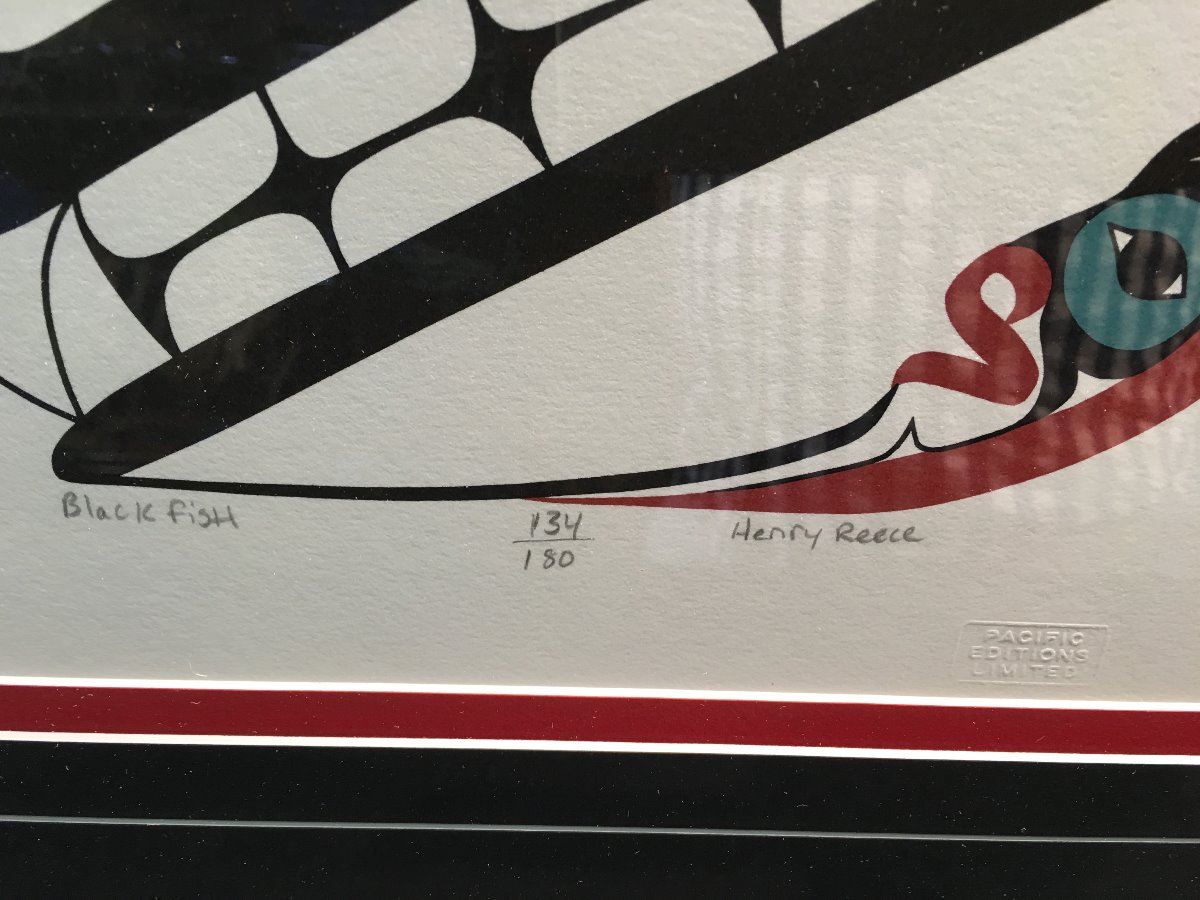 Black Fish
134
180
Henry Reece
PACIFIC
EDITIONS
LIMITED